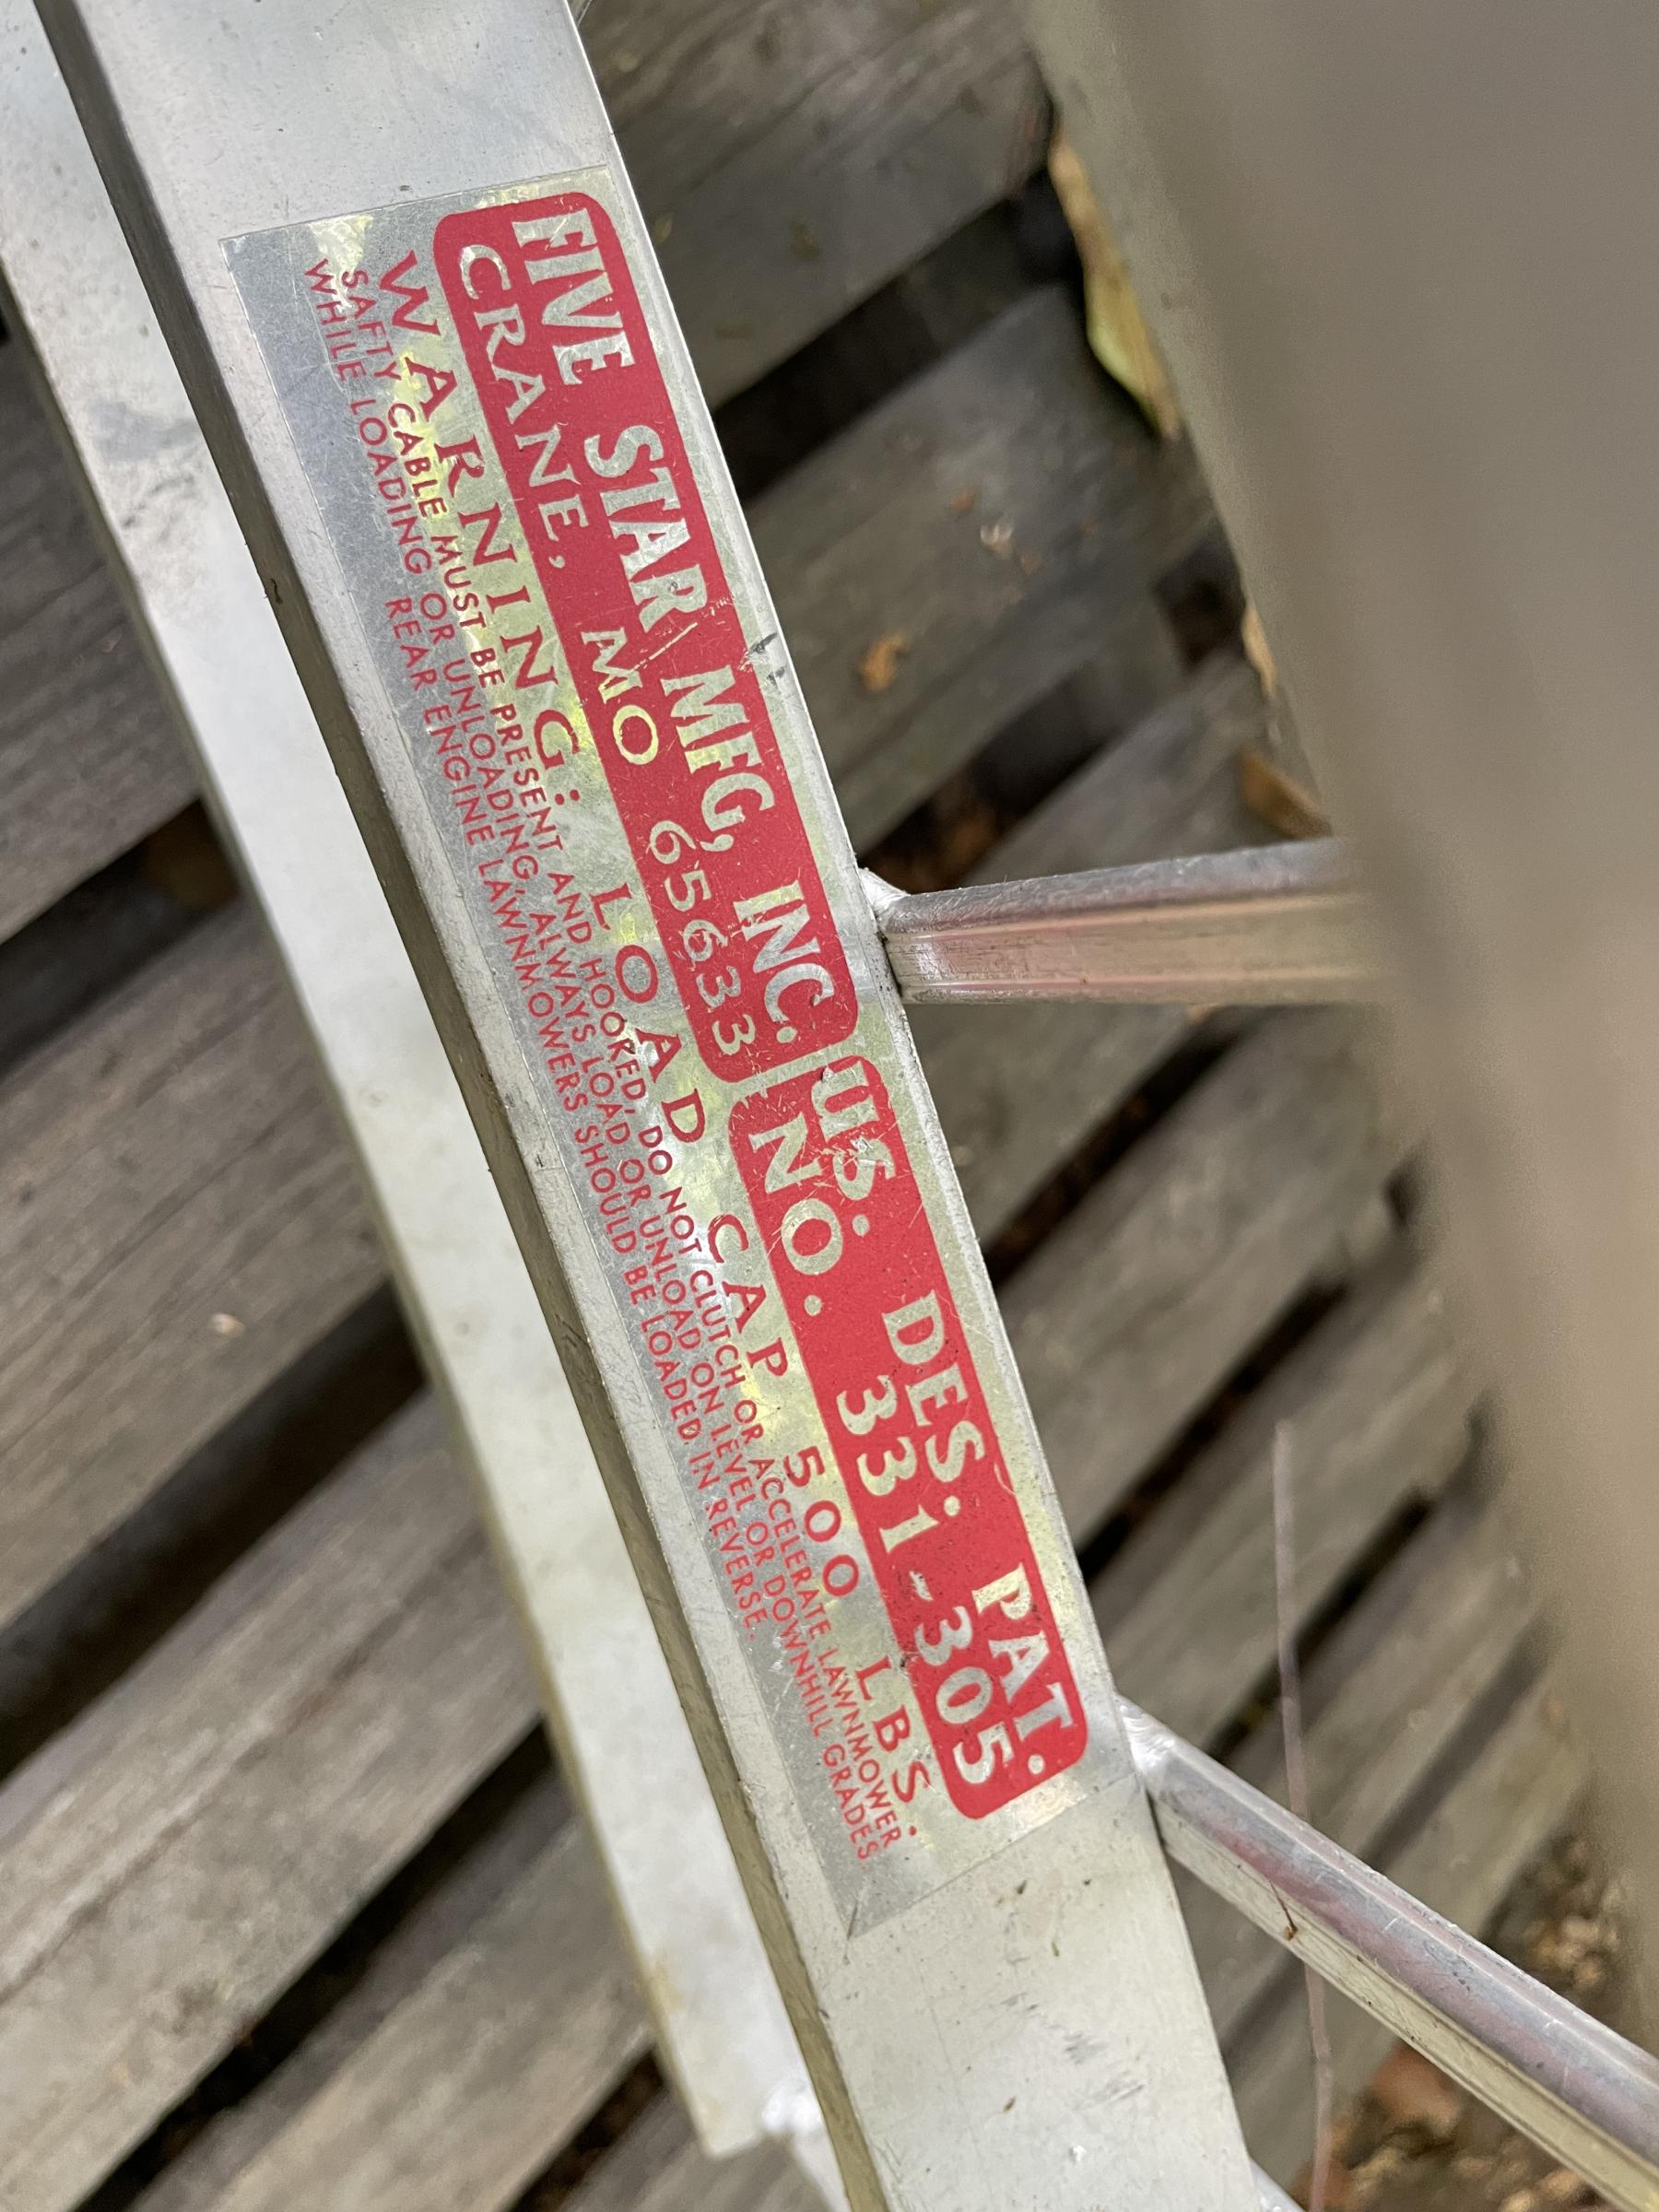 FIVE STAR MFG, INC.
CRANE, MO 65633
US. DES. PAT.
NO. 331-305
WARNING: LOAD CAP 500 LBS.
SAFTY CABLE MUST BE PRESENT AND HOOKED, DO NOT CLUTCH OR ACCELERATE LAWNMOWER
WHILE LOADING OR UNLOADING, ALWAYS LOAD OR UNLOAD ON LEVEL OR DOWNHILL GRADES.
REAR ENGINE LAWNMOWERS SHOULD BE LOADED IN REVERSE.